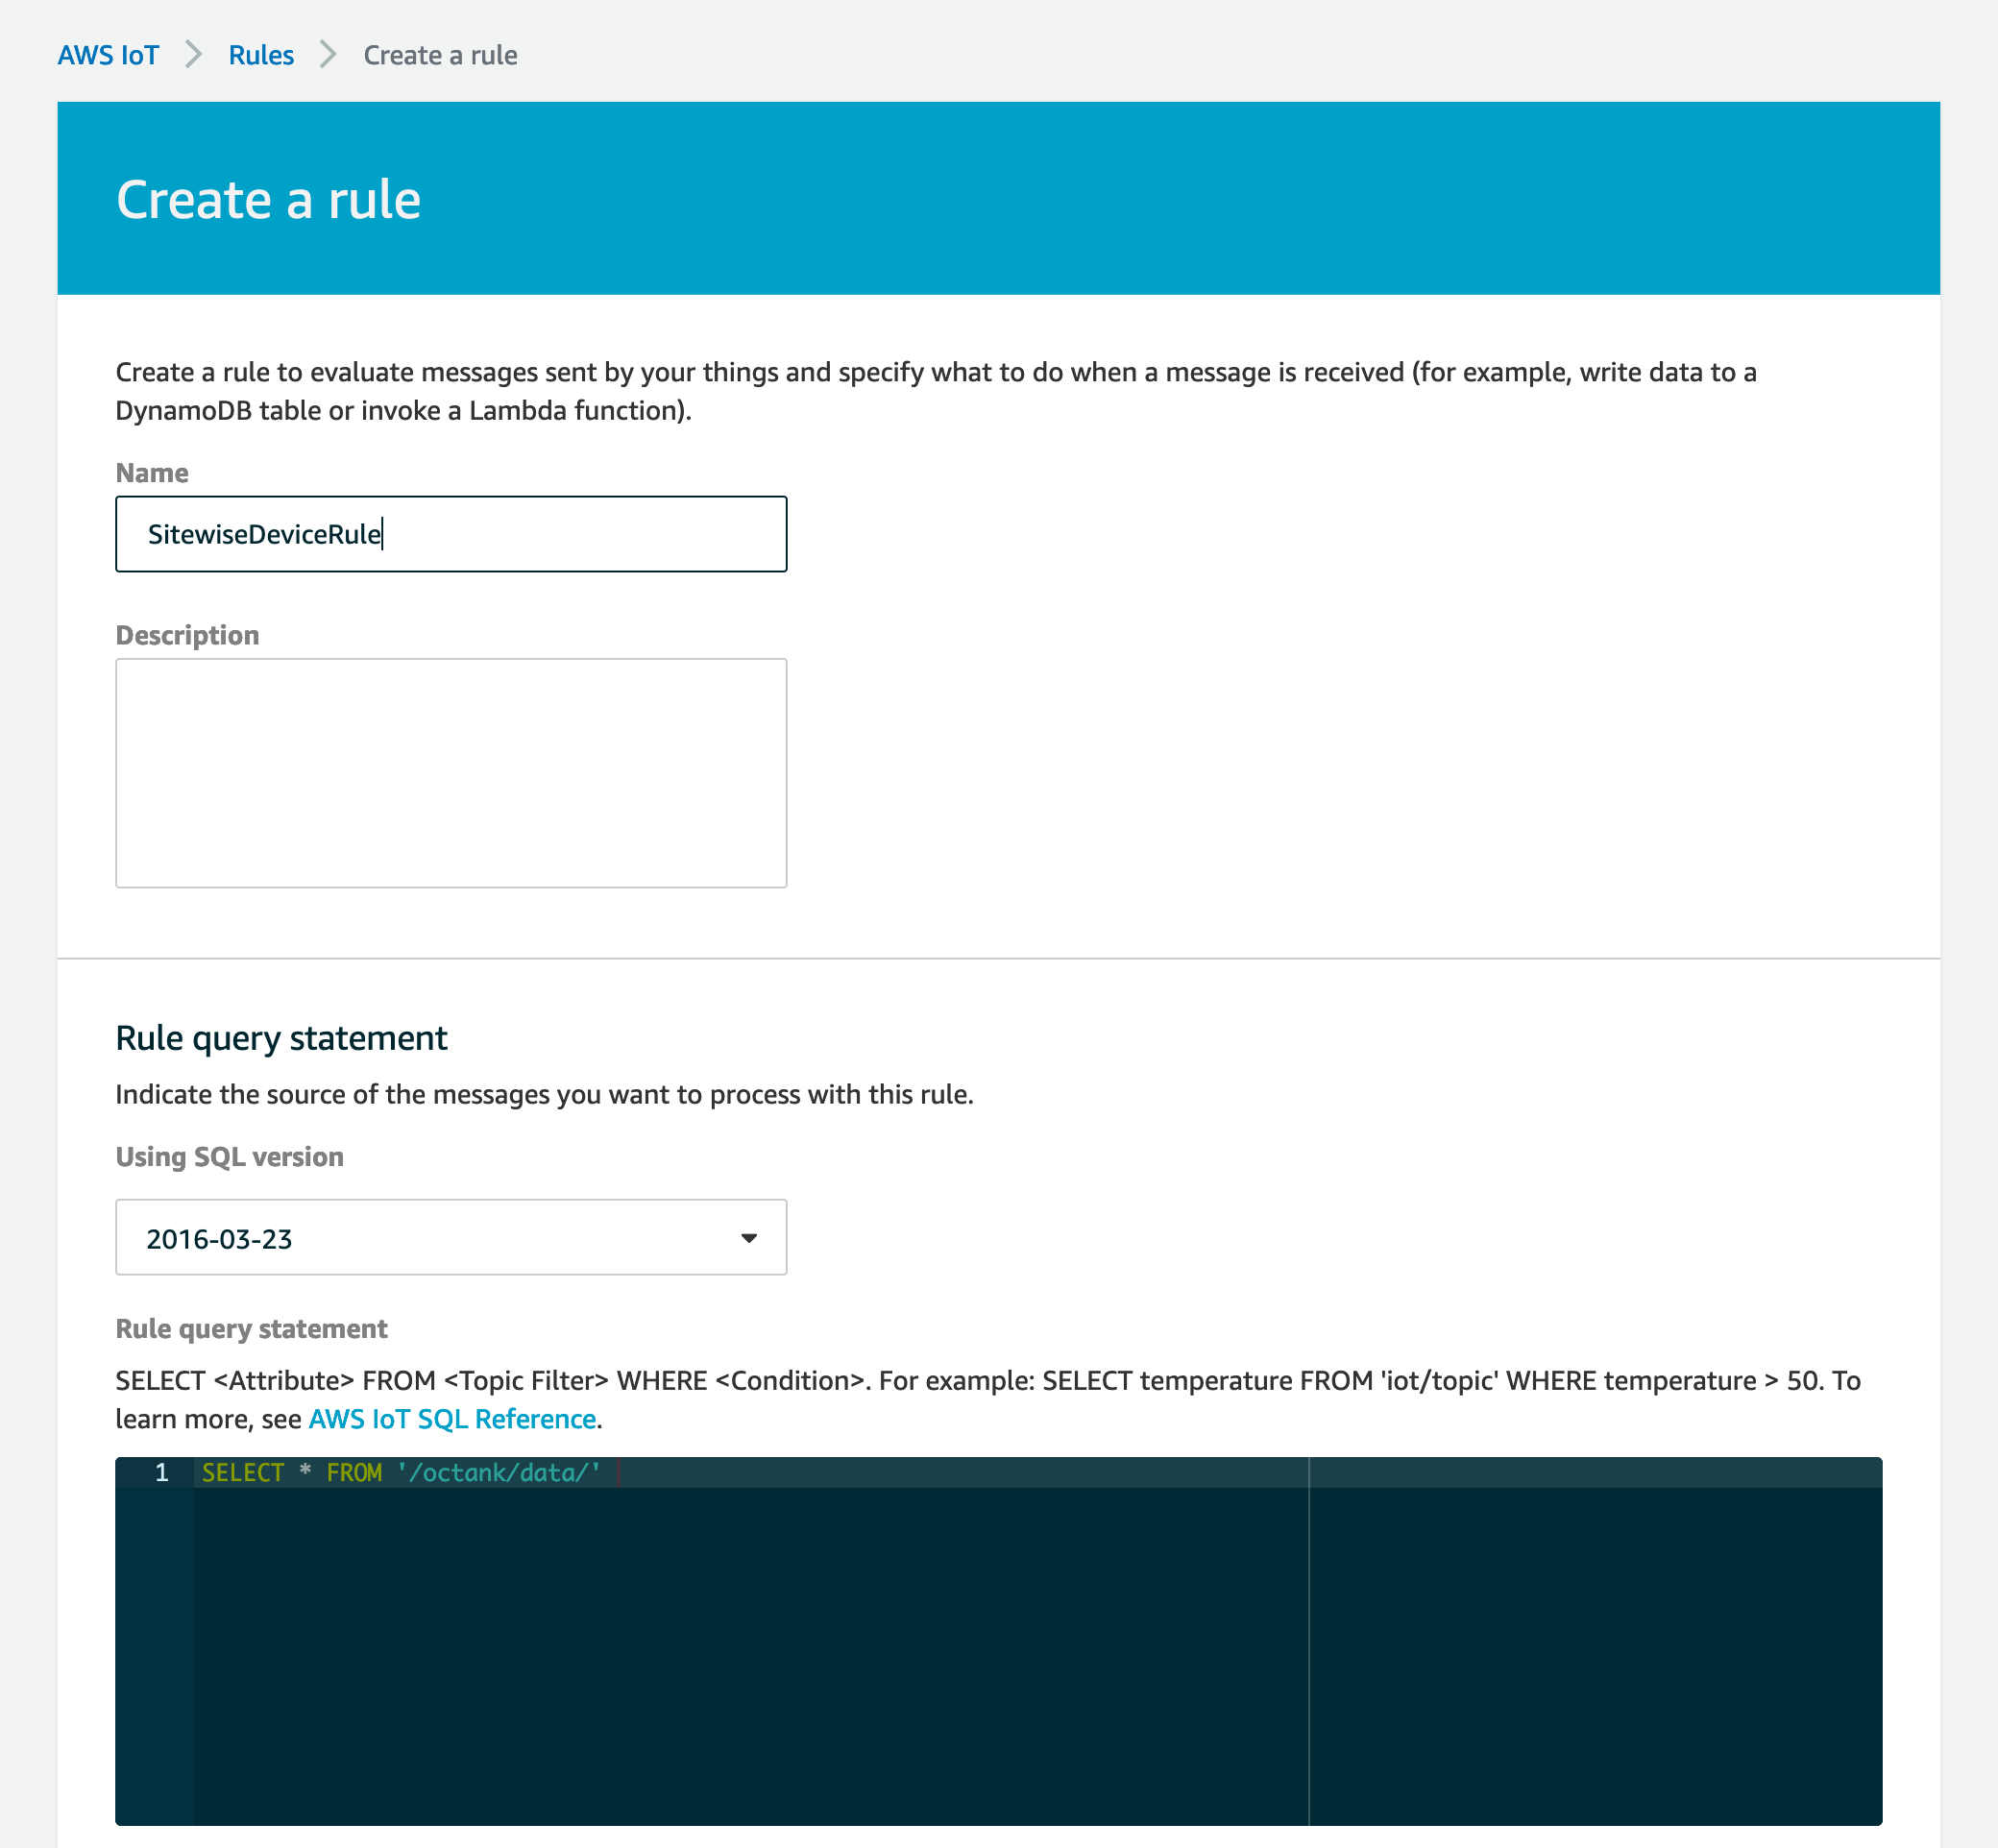 AWS IoT > Rules > Create a rule
Create a rule
Create a rule to evaluate messages sent by your things and specify what to do when a message is received (for example, write data to a
DynamoDB table or invoke a Lambda function).
Name
SitewiseDeviceRule
Description
Rule query statement
Indicate the source of the messages you want to process with this rule.
Using SQL version
2016-03-23
Rule query statement
SELECT <Attribute> FROM <Topic Filter> WHERE <Condition>. For example: SELECT temperature FROM 'iot/topic' WHERE temperature > 50. To
learn more, see AWS IoT SQL Reference.
1 SELECT * FROM '/octank/data/'